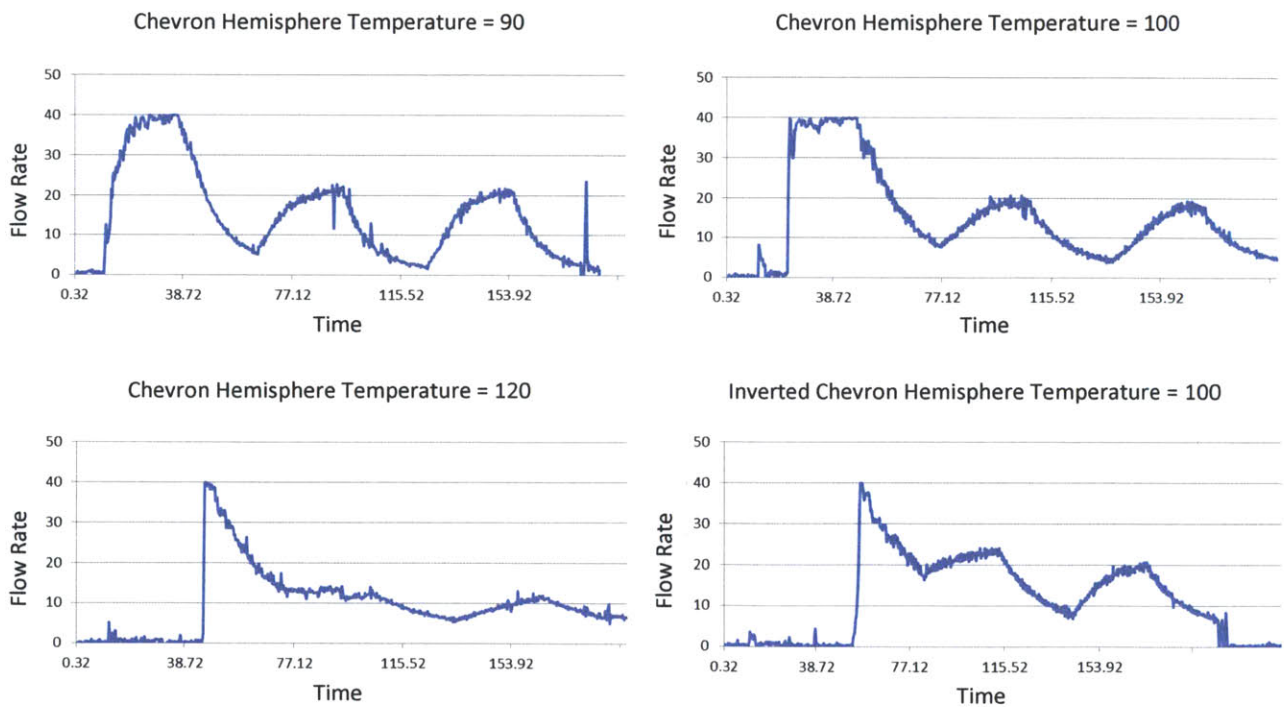 Chevron Hemisphere Temperature = 90
50
40
30
20
10
0
Flow Rate
0.32 38.72 77.12 115.52 153.92
Time
Chevron Hemisphere Temperature = 100
50
40
30
20
10
0
Flow Rate
0.32 38.72 77.12 115.52 153.92
Time
Chevron Hemisphere Temperature = 120
50
40
30
20
10
0
Flow Rate
0.32 38.72 77.12 115.52 153.92
Time
Inverted Chevron Hemisphere Temperature = 100
50
40
30
20
10
0
Flow Rate
0.32 38.72 77.12 115.52 153.92
Time